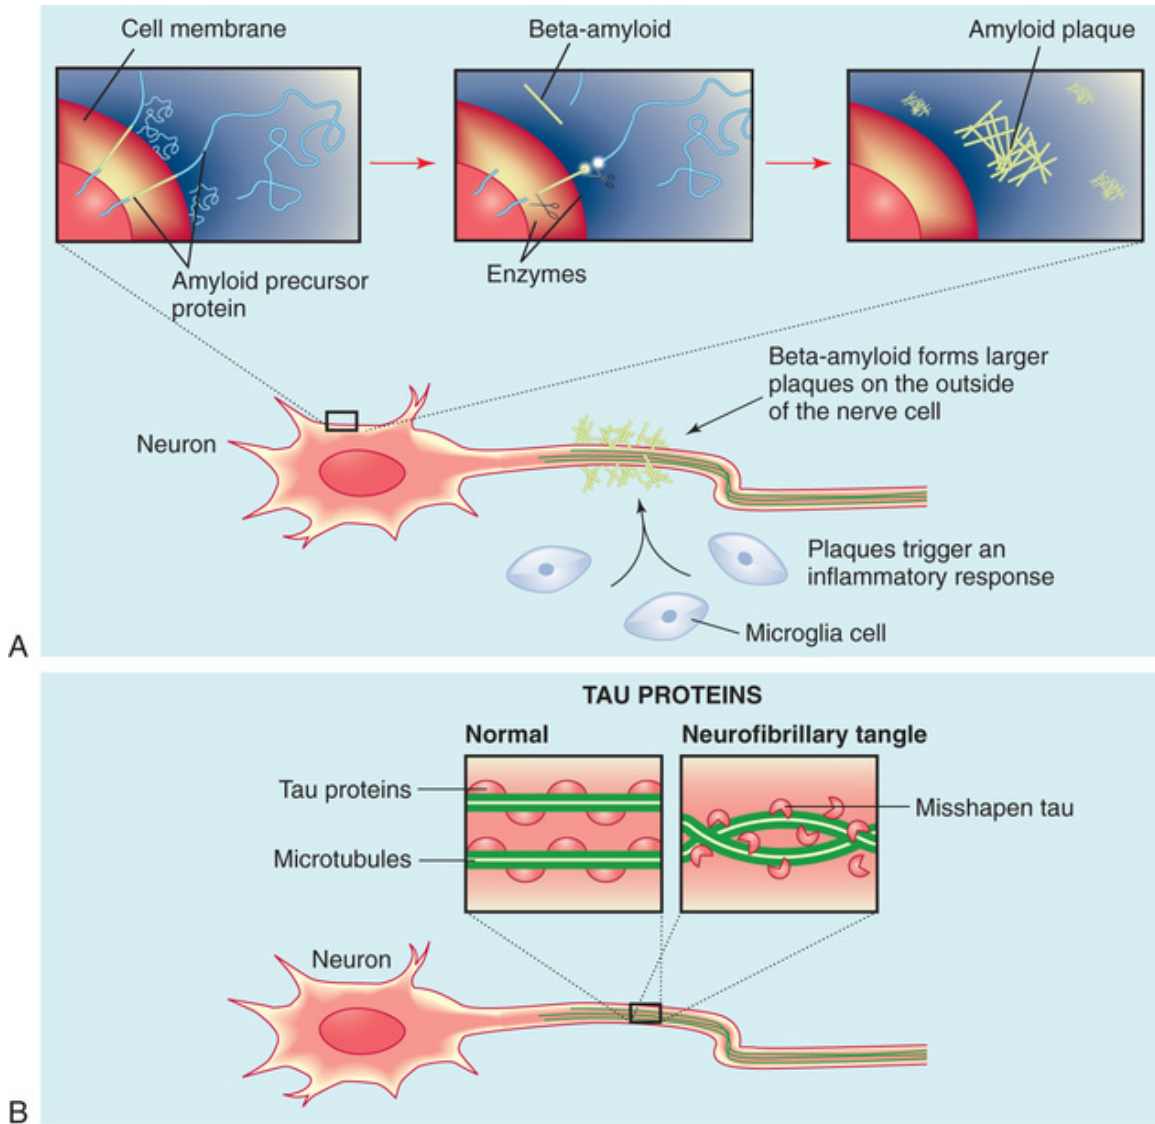 Cell membrane
Beta-amyloid
Amyloid plaque
Amyloid precursor
protein
Enzymes
Beta-amyloid forms larger
plaques on the outside
of the nerve cell
Neuron
Plaques trigger an
inflammatory response
Microglia cell
A
TAU PROTEINS
Normal
Neurofibrillary tangle
Tau proteins
Misshapen tau
Microtubules
Neuron
B